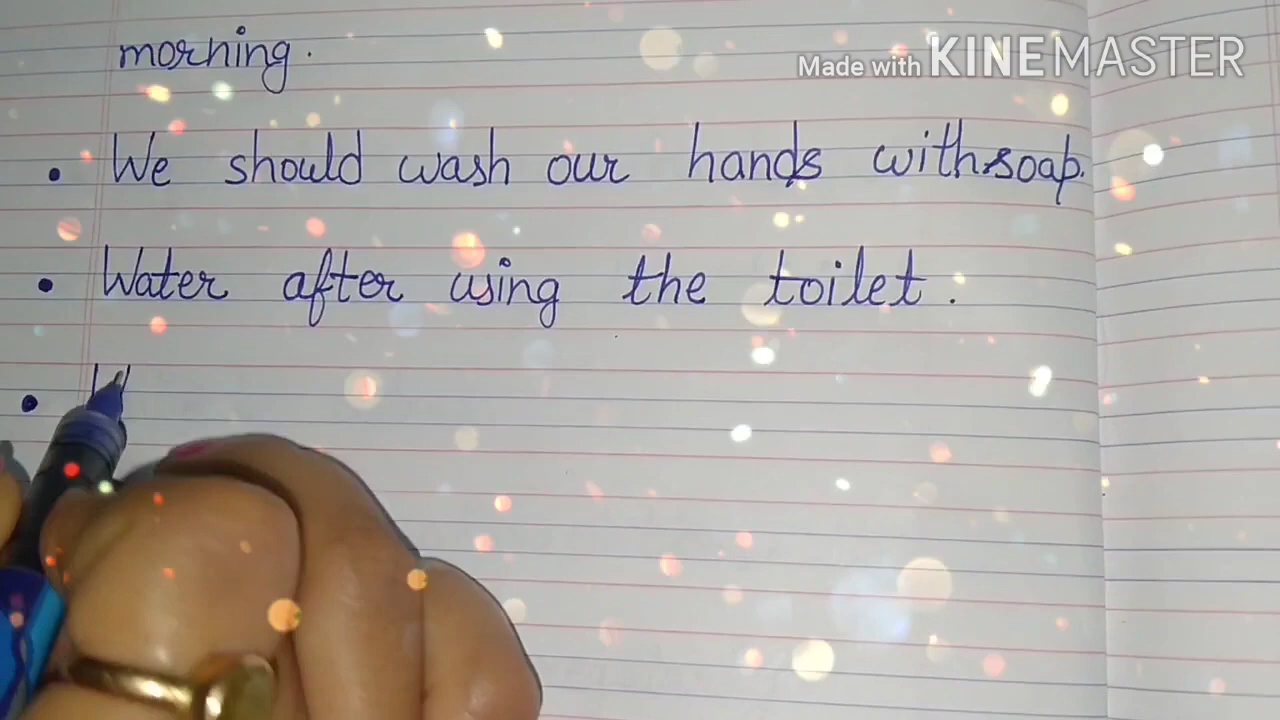 morning.
Made with KINEMASTER
• We should wash our hands with soap.
• Water after using the toilet.
•